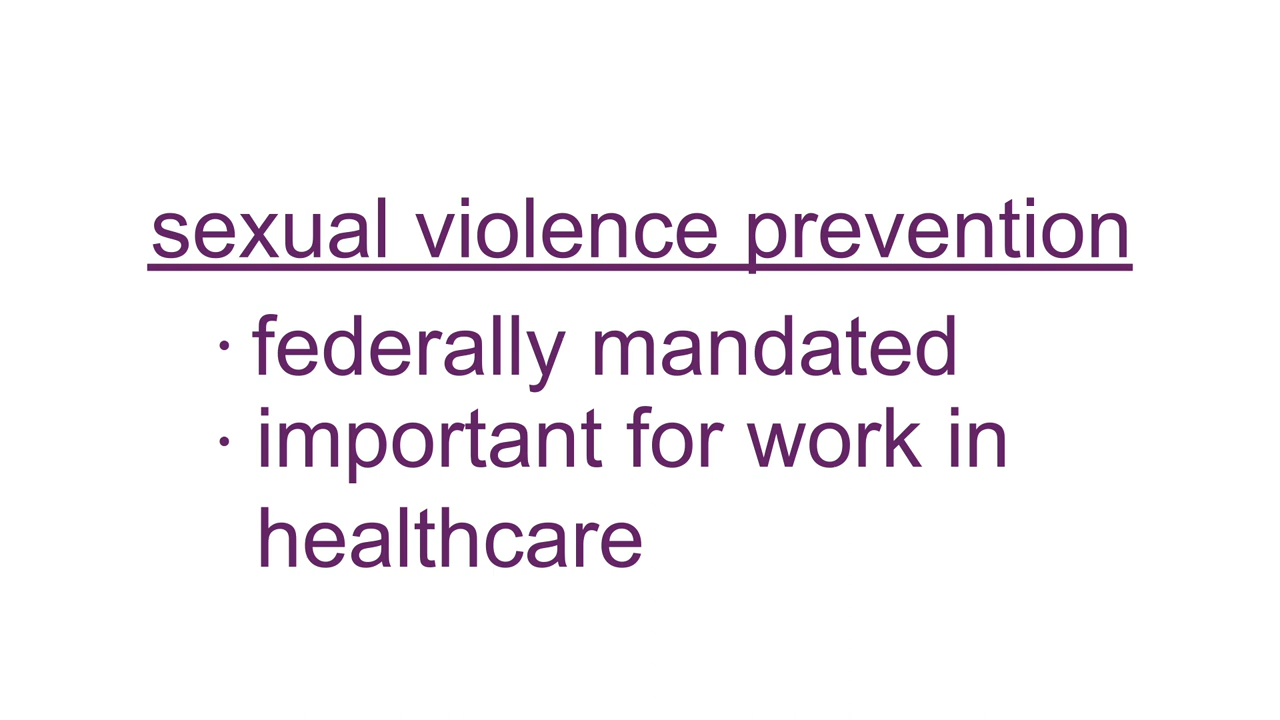 sexual violence prevention
· federally mandated
· important for work in
healthcare